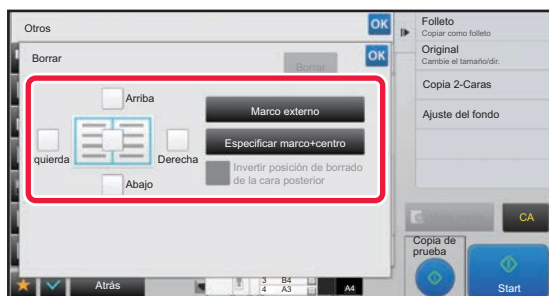 Otros
OK
Borrar
Borrar
OK
Arriba
quierda
Derecha
Abajo
Marco externo
Especificar marco+centro
Invertir posición de borrado
de la cara posterior
Atrás
3 B4
4 A3
A4
Folleto
Copiar como folleto
Original
Cambie el tamaño/dir.
Copia 2-Caras
Ajuste del fondo
CA
Copia de
prueba
Start